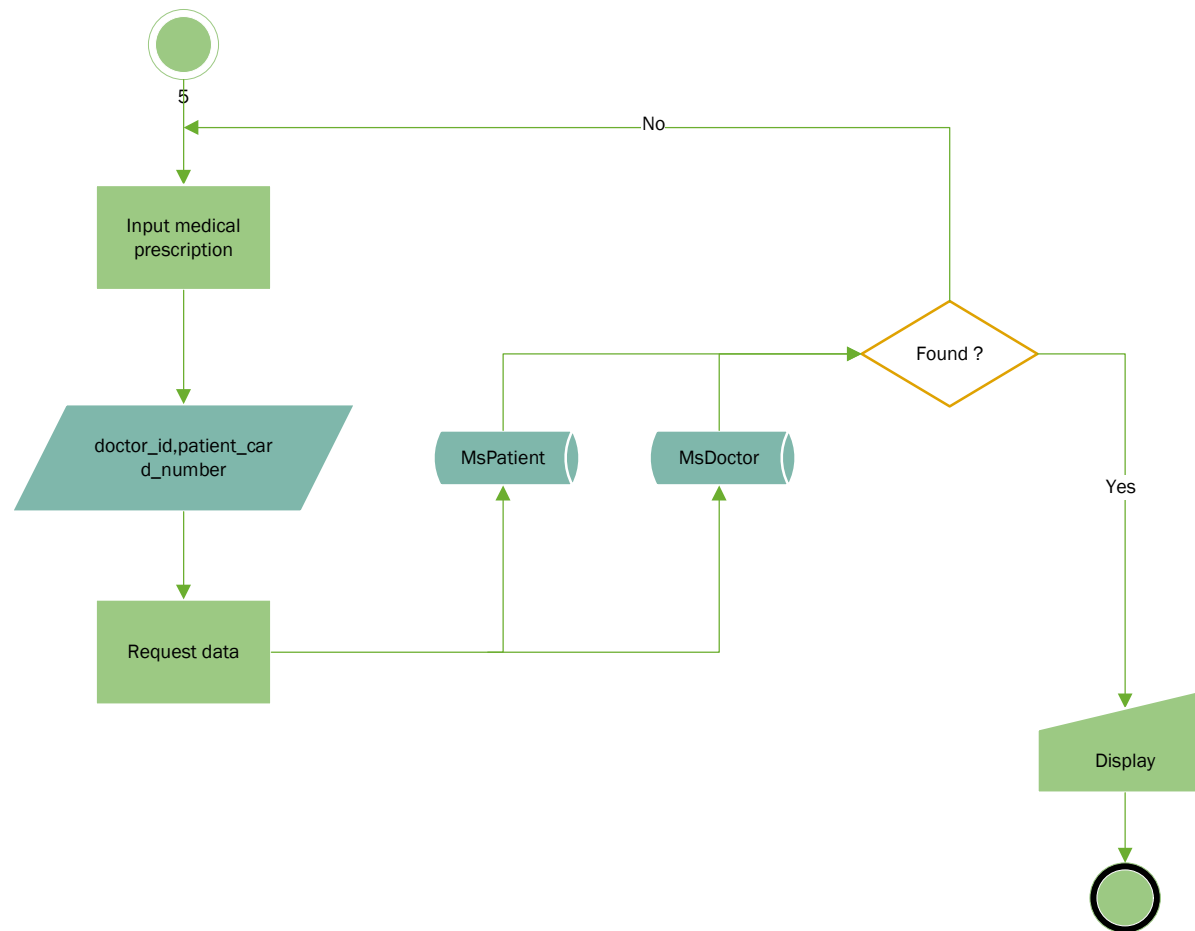 5
No
Input medical
prescription
Found ?
doctor_id,patient_car
d_number
MsPatient
MsDoctor
Yes
Request data
Display